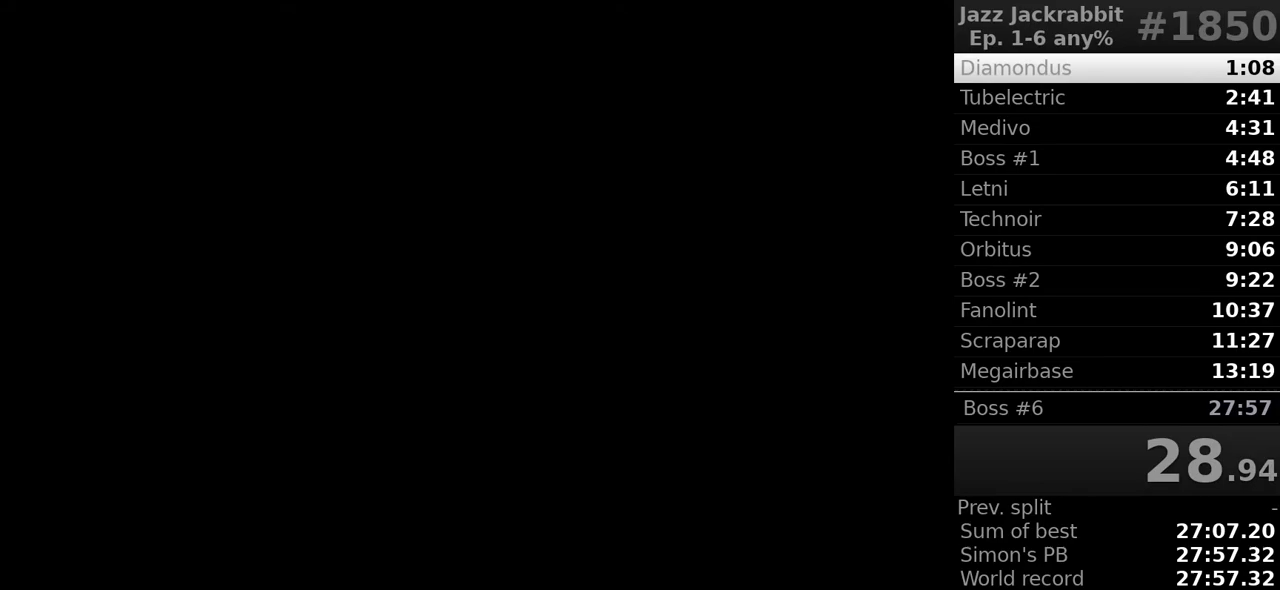 Jazz Jackrabbit
Ep. 1-6 any% #1850
Diamondus 1:08
Tubelectric 2:41
Medivo 4:31
Boss #1 4:48
Letni 6:11
Technoir 7:28
Orbitus 9:06
Boss #2 9:22
Fanolint 10:37
Scraparap 11:27
Megairbase 13:19
Boss #6 27:57
28.94
Prev. split -
Sum of best 27:07.20
Simon's PB 27:57.32
World record 27:57.32